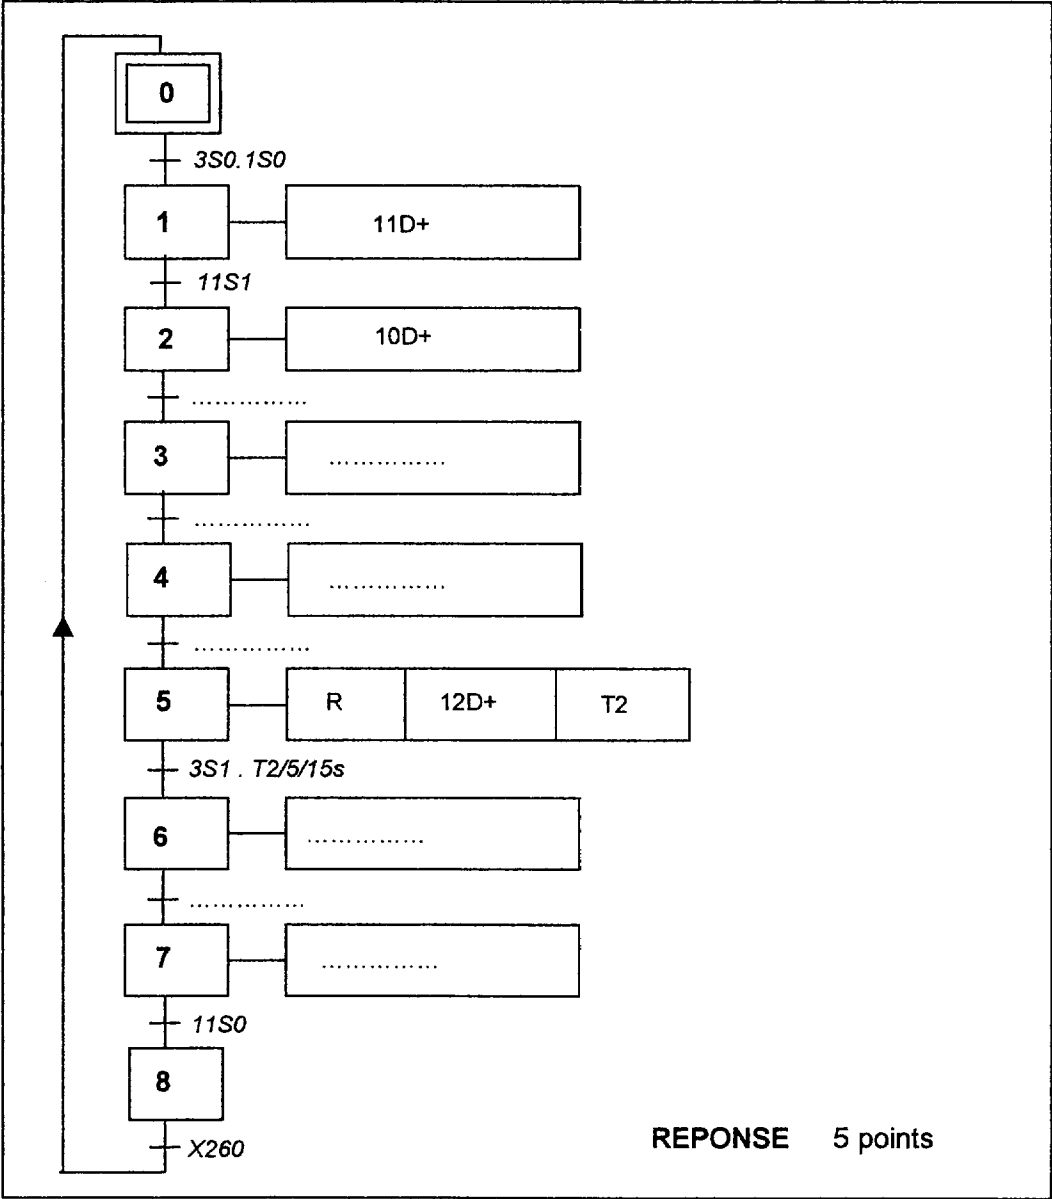 0
3S0.1S0
1 11D+
11S1
2 10D+
...............
3 ...............
...............
4 ...............
...............
5 R 12D+ T2
3S1 . T2/5/15s
6 ...............
...............
7 ...............
11S0
8
X260
REPONSE 5 points